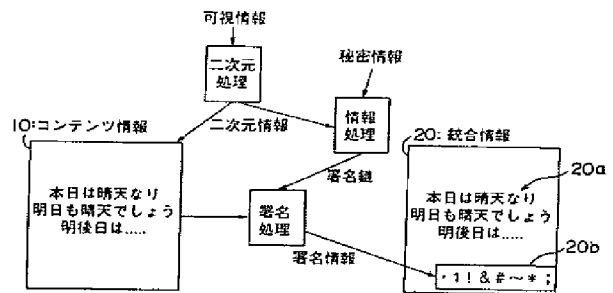 可視情報
二次元
処理
秘密情報
情報
処理
10:コンテンツ情報
二次元情報
20:統合情報
本日は晴天なり
明日も晴天でしょう
明後日は.....
署名鍵
署名
処理
署名情報
本日は晴天なり
明日も晴天でしょう
明後日は.....
20a
20b
・1!&#~*;